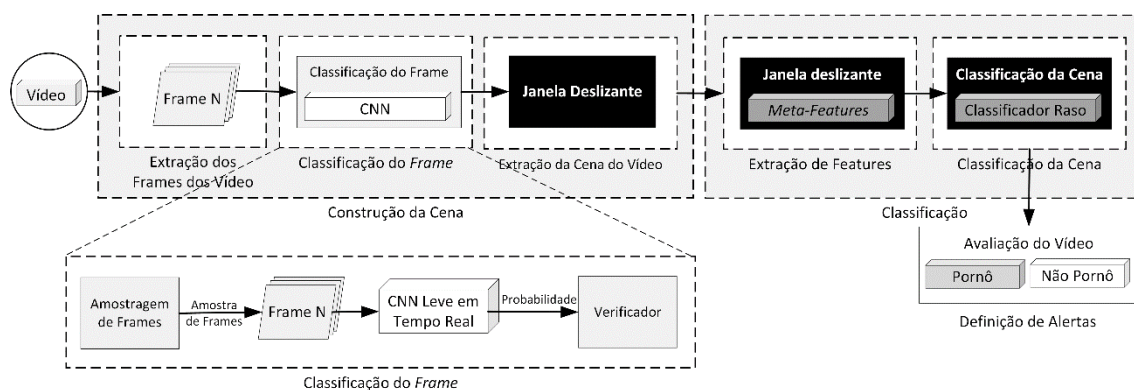 Vídeo
Frame N
Extração dos
Frames dos Vídeo
Classificação do Frame
CNN
Classificação do Frame
Janela Deslizante
Extração da Cena do Vídeo
Construção da Cena
Janela deslizante
Meta-Features
Extração de Features
Classificação da Cena
Classificador Raso
Classificação da Cena
Classificação
Avaliação do Vídeo
Pornô
Não Pornô
Definição de Alertas
Amostragem
de Frames
Amostra
de Frames
Frame N
CNN Leve em
Tempo Real
Probabilidade
Verificador
Classificação do Frame